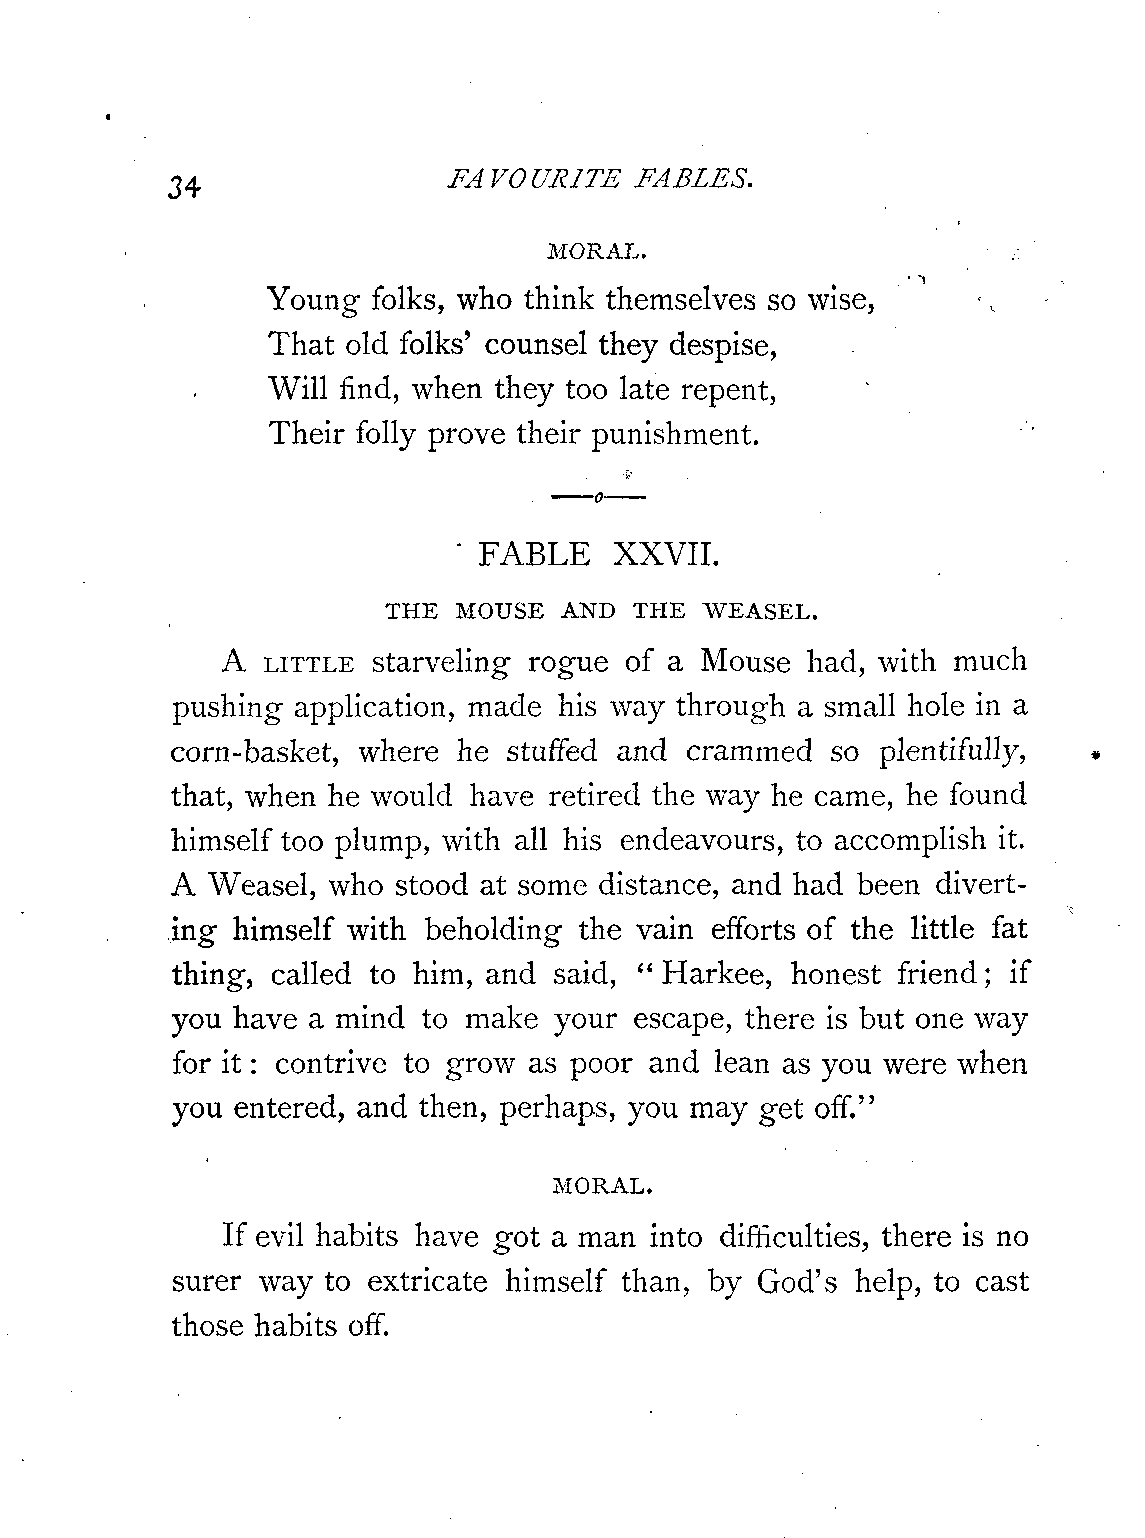 34 FAVOURITE FABLES.
MORAL.
Young folks, who think themselves so wise,
That old folks' counsel they despise,
Will find, when they too late repent,
Their folly prove their punishment.
FABLE XXVII.
THE MOUSE AND THE WEASEL.
A LITTLE starveling rogue of a Mouse had, with much
pushing application, made his way through a small hole in a
corn-basket, where he stuffed and crammed so plentifully,
that, when he would have retired the way he came, he found
himself too plump, with all his endeavours, to accomplish it.
A Weasel, who stood at some distance, and had been divert-
ing himself with beholding the vain efforts of the little fat
thing, called to him, and said, "Harkee, honest friend; if
you have a mind to make your escape, there is but one way
for it: contrive to grow as poor and lean as you were when
you entered, and then, perhaps, you may get off."
MORAL.
If evil habits have got a man into difficulties, there is no
surer way to extricate himself than, by God's help, to cast
those habits off.